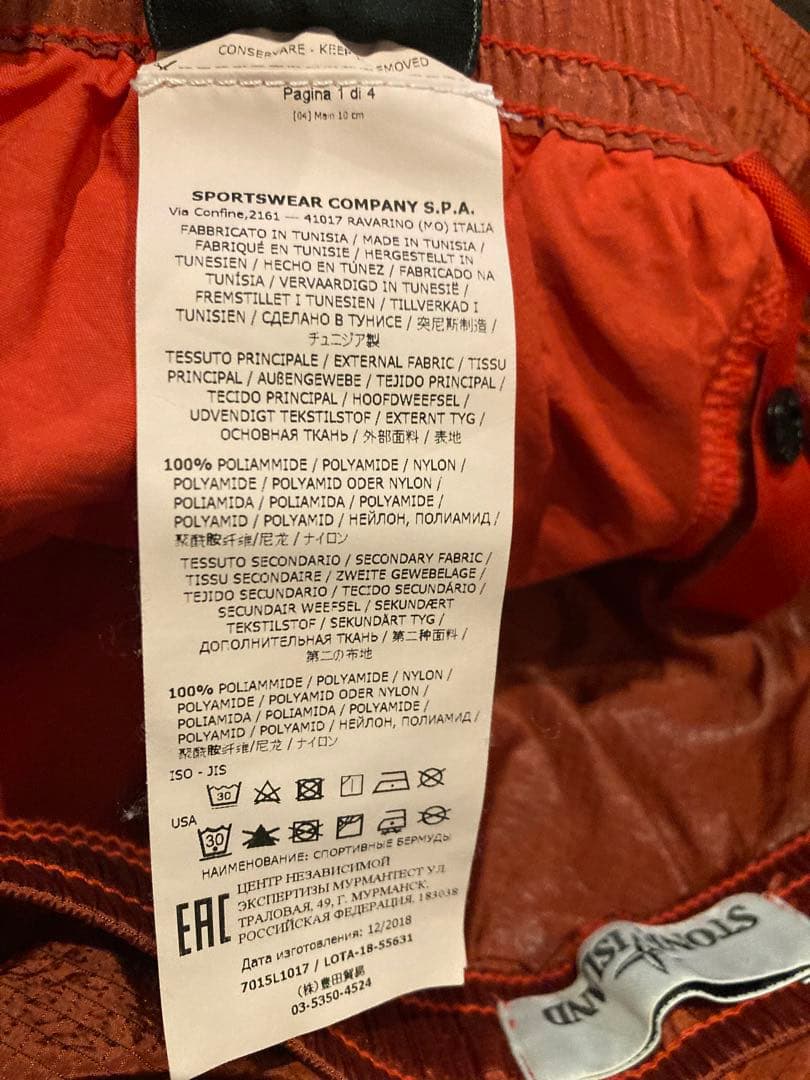 CONSERVARE - KEEP
REMOVED
Pagina 1 di 4
[04] Main 10 cm
SPORTSWEAR COMPANY S.P.A.
Via Confine,2161 — 41017 RAVARINO (MO) ITALIA
FABBRICATO IN TUNISIA / MADE IN TUNISIA /
FABRIQUÉ EN TUNISIE / HERGESTELLT IN
TUNESIEN / HECHO EN TÚNEZ / FABRICADO NA
TUNÍSIA / VERVAARDIGD IN TUNESIË /
FREMSTILLET I TUNESIEN / TILLVERKAD I
TUNISIEN / СДЕЛАНО В ТУНИСЕ / 突尼斯制造 /
チュニジア製
TESSUTO PRINCIPALE / EXTERNAL FABRIC / TISSU
PRINCIPAL / AUßENGEWEBE / TEJIDO PRINCIPAL /
TECIDO PRINCIPAL / HOOFDWEEFSEL /
UDVENDIGT TEKSTILSTOF / EXTERNT TYG /
ОСНОВНАЯ ТКАНЬ / 外部面料 / 表地
100% POLIAMMIDE / POLYAMIDE / NYLON /
POLYAMIDE / POLYAMID ODER NYLON /
POLIAMIDA / POLIAMIDA / POLYAMIDE /
POLYAMID / POLYAMID / НЕЙЛОН, ПОЛИАМИД /
聚酰胺纤维/尼龙 / ナイロン
TESSUTO SECONDARIO / SECONDARY FABRIC /
TISSU SECONDAIRE / ZWEITE GEWEBELAGE /
TEJIDO SECUNDARIO / TECIDO SECUNDÁRIO /
SECUNDAIR WEEFSEL / SEKUNDÆRT
TEKSTILSTOF / SEKUNDÄRT TYG /
ДОПОЛНИТЕЛЬНАЯ ТКАНЬ / 第二种面料 /
第二の布地
100% POLIAMMIDE / POLYAMIDE / NYLON /
POLYAMIDE / POLYAMID ODER NYLON /
POLIAMIDA / POLIAMIDA / POLYAMIDE /
POLYAMID / POLYAMID / НЕЙЛОН, ПОЛИАМИД /
聚酰胺纤维/尼龙 / ナイロン
ISO - JIS
30
USA
30
НАИМЕНОВАНИЕ: СПОРТИВНЫЕ БЕРМУДЫ
EAC
ЦЕНТР НЕЗАВИСИМОЙ
ЭКСПЕРТИЗЫ МУРМАНТЕСТ УЛ.
ТРАЛОВАЯ, 49, Г. МУРМАНСК.
РОССИЙСКАЯ ФЕДЕРАЦИЯ. 183038
Дата изготовления: 12/2018
7015L1017 / LOTA-18-55631
(株)豊田貿易
03-5350-4524
STONE ISLAND